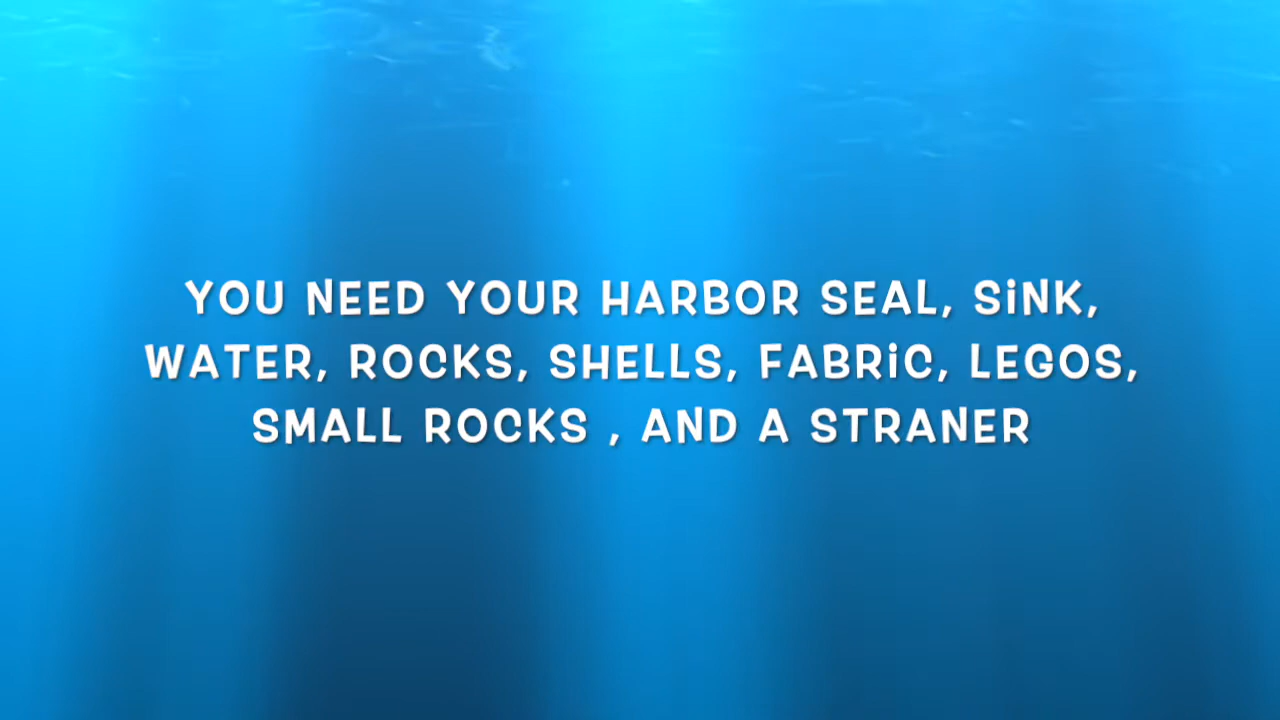 YOU NEED YOUR HARBOR SEAL, SiNK,
WATER, ROCKS, SHELLS, FABRiC, LEGOS,
SMALL ROCKS , AND A STRANER